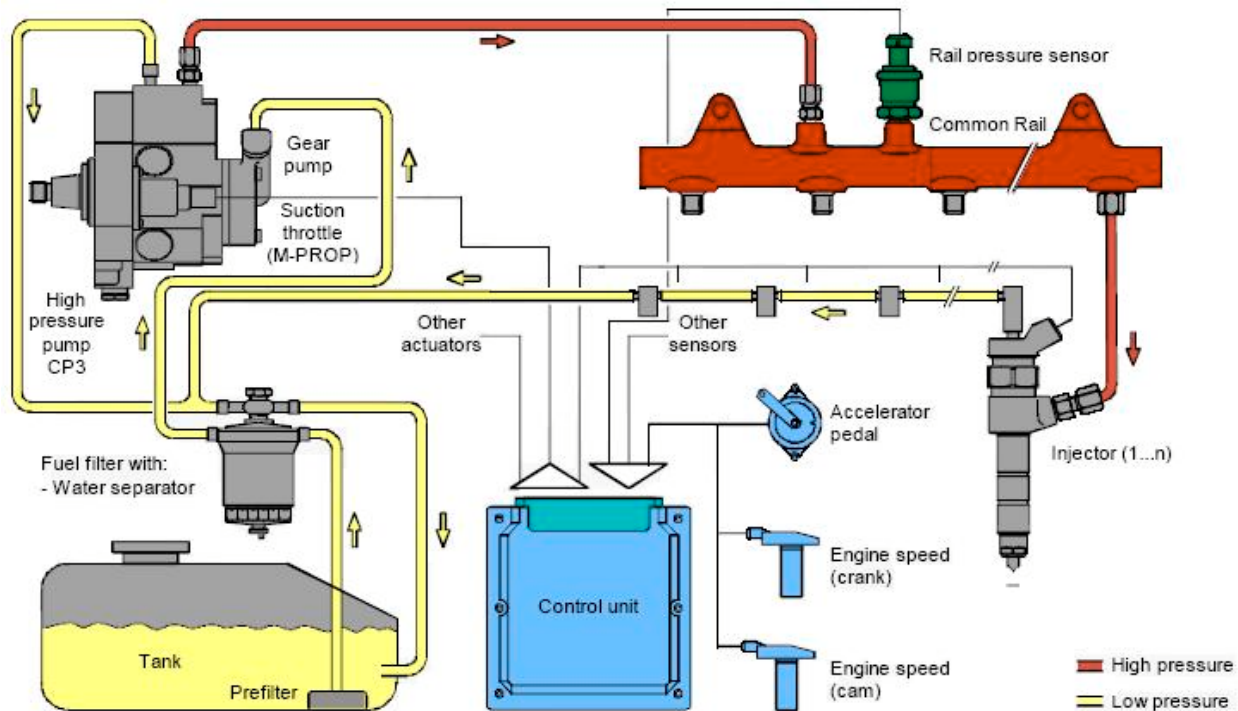 Rail pressure sensor
Common Rail
Gear
pump
Suction
throttle
(M-PROP)
High
pressure
pump
CP3
Other
actuators
Other
sensors
Accelerator
pedal
Injector (1...n)
Fuel filter with:
- Water separator
Engine speed
(crank)
Control unit
Tank
Prefilter
Engine speed
(cam)
High pressure
Low pressure